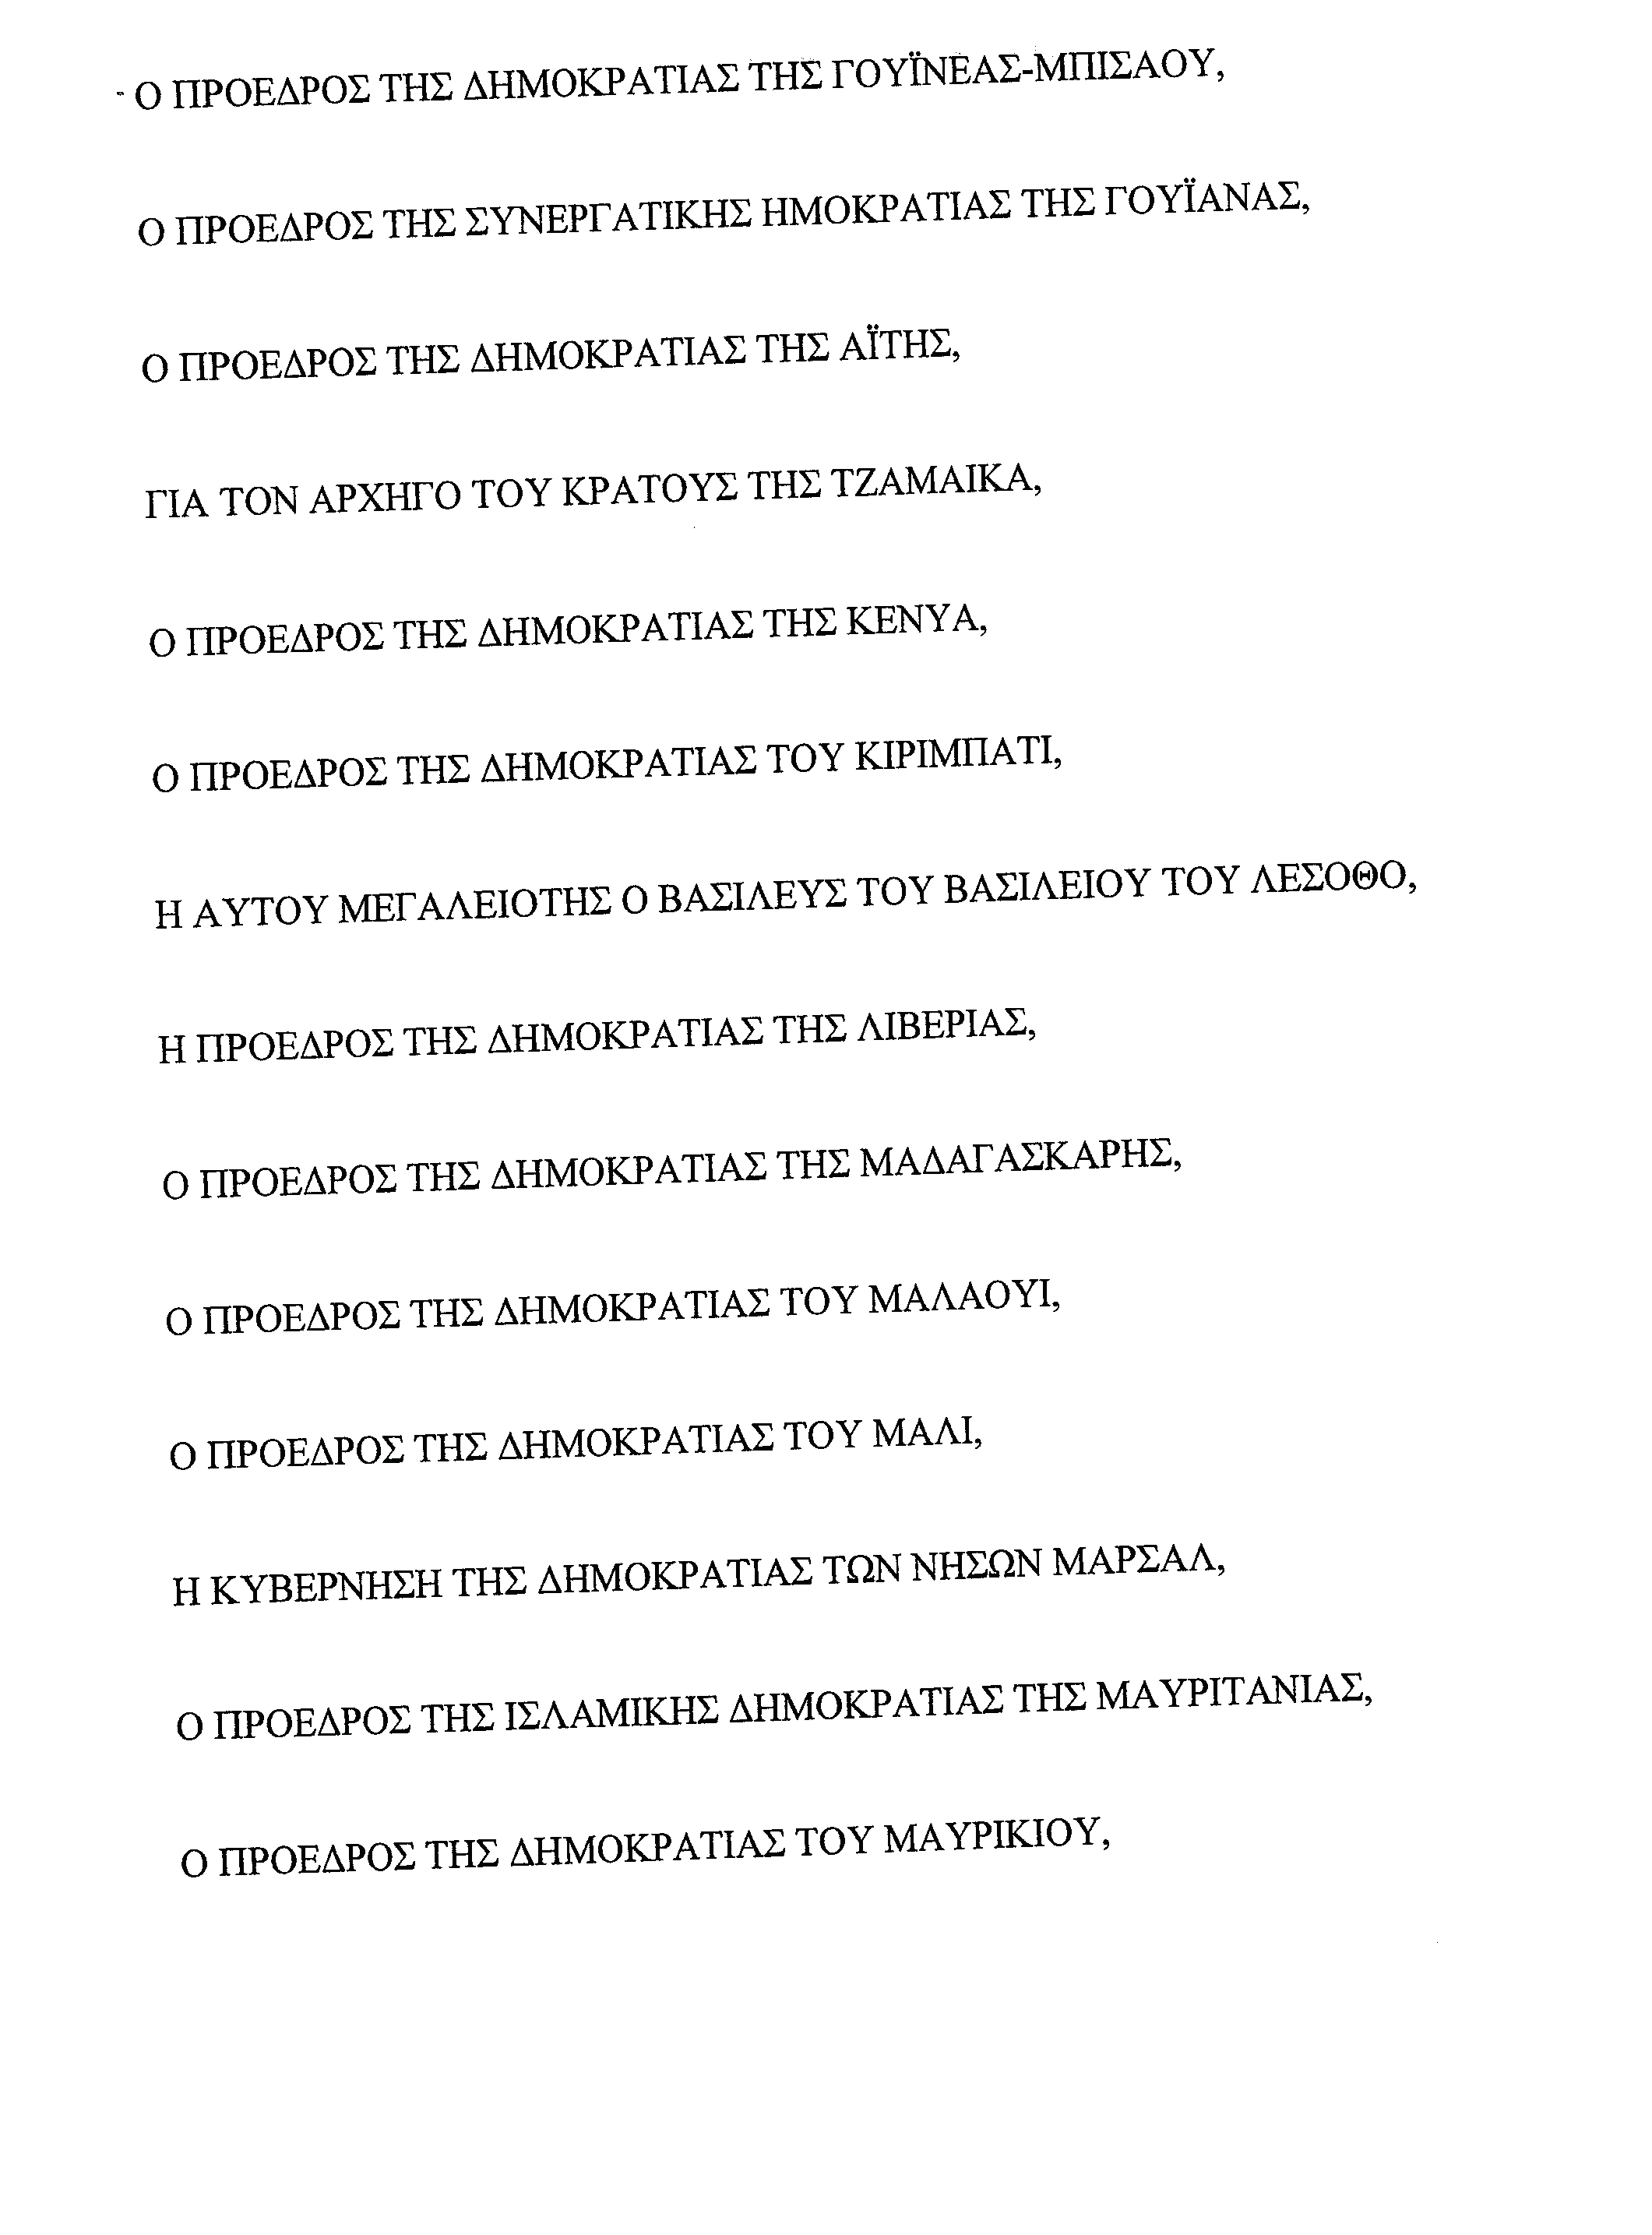 Ο ΠΡΟΕΔΡΟΣ ΤΗΣ ΔΗΜΟΚΡΑΤΙΑΣ ΤΗΣ ΓΟΥΪΝΕΑΣ-ΜΠΙΣΑΟΥ,
Ο ΠΡΟΕΔΡΟΣ ΤΗΣ ΣΥΝΕΡΓΑΤΙΚΗΣ ΗΜΟΚΡΑΤΙΑΣ ΤΗΣ ΓΟΥΪΑΝΑΣ,
Ο ΠΡΟΕΔΡΟΣ ΤΗΣ ΔΗΜΟΚΡΑΤΙΑΣ ΤΗΣ ΑΪΤΗΣ,
ΓΙΑ ΤΟΝ ΑΡΧΗΓΟ ΤΟΥ ΚΡΑΤΟΥΣ ΤΗΣ ΤΖΑΜΑΙΚΑ,
Ο ΠΡΟΕΔΡΟΣ ΤΗΣ ΔΗΜΟΚΡΑΤΙΑΣ ΤΗΣ ΚΕΝΥΑ,
Ο ΠΡΟΕΔΡΟΣ ΤΗΣ ΔΗΜΟΚΡΑΤΙΑΣ ΤΟΥ ΚΙΡΙΜΠΑΤΙ,
Η ΑΥΤΟΥ ΜΕΓΑΛΕΙΟΤΗΣ Ο ΒΑΣΙΛΕΥΣ ΤΟΥ ΒΑΣΙΛΕΙΟΥ ΤΟΥ ΛΕΣΟΘΟ,
Η ΠΡΟΕΔΡΟΣ ΤΗΣ ΔΗΜΟΚΡΑΤΙΑΣ ΤΗΣ ΛΙΒΕΡΙΑΣ,
Ο ΠΡΟΕΔΡΟΣ ΤΗΣ ΔΗΜΟΚΡΑΤΙΑΣ ΤΗΣ ΜΑΔΑΓΑΣΚΑΡΗΣ,
Ο ΠΡΟΕΔΡΟΣ ΤΗΣ ΔΗΜΟΚΡΑΤΙΑΣ ΤΟΥ ΜΑΛΑΟΥΙ,
Ο ΠΡΟΕΔΡΟΣ ΤΗΣ ΔΗΜΟΚΡΑΤΙΑΣ ΤΟΥ ΜΑΛΙ,
Η ΚΥΒΕΡΝΗΣΗ ΤΗΣ ΔΗΜΟΚΡΑΤΙΑΣ ΤΩΝ ΝΗΣΩΝ ΜΑΡΣΑΛ,
Ο ΠΡΟΕΔΡΟΣ ΤΗΣ ΙΣΛΑΜΙΚΗΣ ΔΗΜΟΚΡΑΤΙΑΣ ΤΗΣ ΜΑΥΡΙΤΑΝΙΑΣ,
Ο ΠΡΟΕΔΡΟΣ ΤΗΣ ΔΗΜΟΚΡΑΤΙΑΣ ΤΟΥ ΜΑΥΡΙΚΙΟΥ,